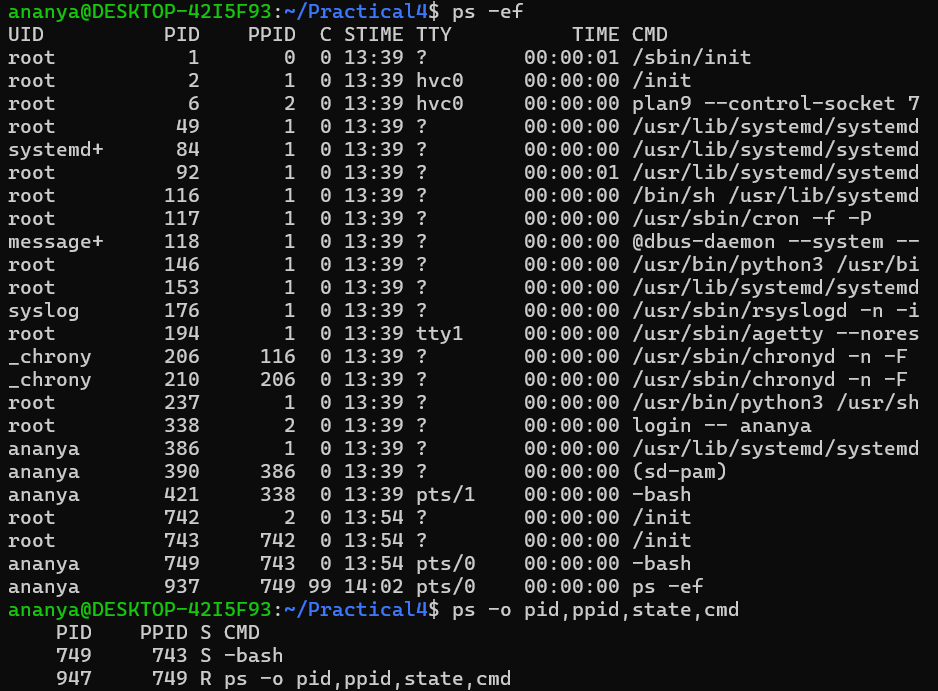 ananya@DESKTOP-42I5F93:~/Practical4$ ps -ef
UID          PID    PPID  C STIME TTY          TIME CMD
root           1       0  0 13:39 ?        00:00:01 /sbin/init
root           2       1  0 13:39 hvc0     00:00:00 /init
root           6       2  0 13:39 hvc0     00:00:00 plan9 --control-socket 7
root          49       1  0 13:39 ?        00:00:00 /usr/lib/systemd/systemd
systemd+      84       1  0 13:39 ?        00:00:00 /usr/lib/systemd/systemd
root          92       1  0 13:39 ?        00:00:01 /usr/lib/systemd/systemd
root         116       1  0 13:39 ?        00:00:00 /bin/sh /usr/lib/systemd
root         117       1  0 13:39 ?        00:00:00 /usr/sbin/cron -f -P
message+     118       1  0 13:39 ?        00:00:00 @dbus-daemon --system --
root         146       1  0 13:39 ?        00:00:00 /usr/bin/python3 /usr/bi
root         153       1  0 13:39 ?        00:00:00 /usr/lib/systemd/systemd
syslog       176       1  0 13:39 ?        00:00:00 /usr/sbin/rsyslogd -n -i
root         194       1  0 13:39 tty1     00:00:00 /usr/sbin/agetty --nores
_chrony      206     116  0 13:39 ?        00:00:00 /usr/sbin/chronyd -n -F
_chrony      210     206  0 13:39 ?        00:00:00 /usr/sbin/chronyd -n -F
root         237       1  0 13:39 ?        00:00:00 /usr/bin/python3 /usr/sh
root         338       2  0 13:39 ?        00:00:00 login -- ananya
ananya       386       1  0 13:39 ?        00:00:00 /usr/lib/systemd/systemd
ananya       390     386  0 13:39 ?        00:00:00 (sd-pam)
ananya       421     338  0 13:39 pts/1    00:00:00 -bash
root         742       2  0 13:54 ?        00:00:00 /init
root         743     742  0 13:54 ?        00:00:00 /init
ananya       749     743  0 13:54 pts/0    00:00:00 -bash
ananya       937     749 99 14:02 pts/0    00:00:00 ps -ef
ananya@DESKTOP-42I5F93:~/Practical4$ ps -o pid,ppid,state,cmd
    PID    PPID S CMD
    749     743 S -bash
    947     749 R ps -o pid,ppid,state,cmd